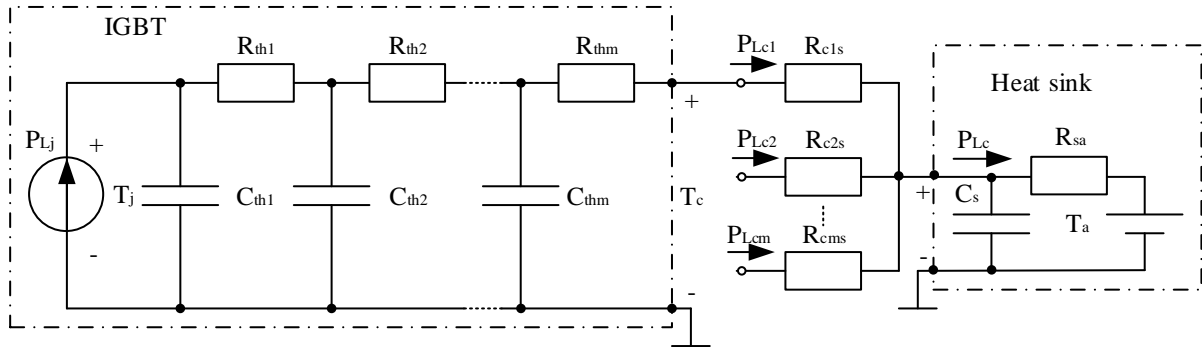 IGBT
Rth1
Rth2
Rthm
PLc1
Rc1s
Heat sink
PLj
+
-
Tj
Cth1
Cth2
Cthm
+
Tc
-
PLc2
Rc2s
PLcm
Rcms
PLc
Rsa
+
Cs
Ta
-